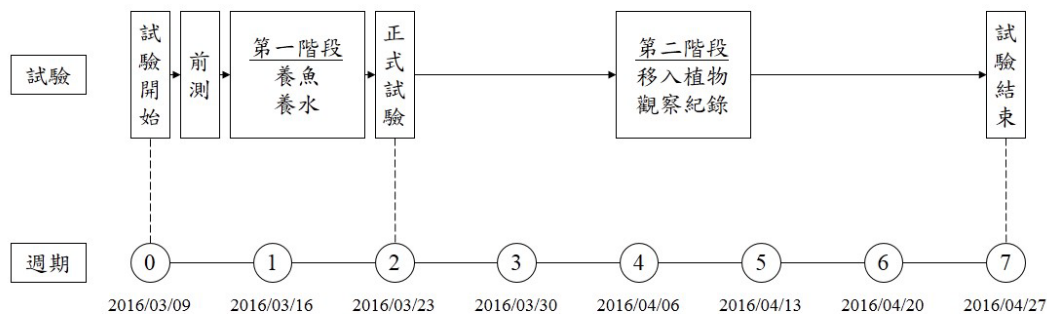 試驗
試驗開始
前測
第一階段
養魚
養水
正式試驗
第二階段
移入植物
觀察紀錄
試驗結束
週期
0
1
2
3
4
5
6
7
2016/03/09
2016/03/16
2016/03/23
2016/03/30
2016/04/06
2016/04/13
2016/04/20
2016/04/27